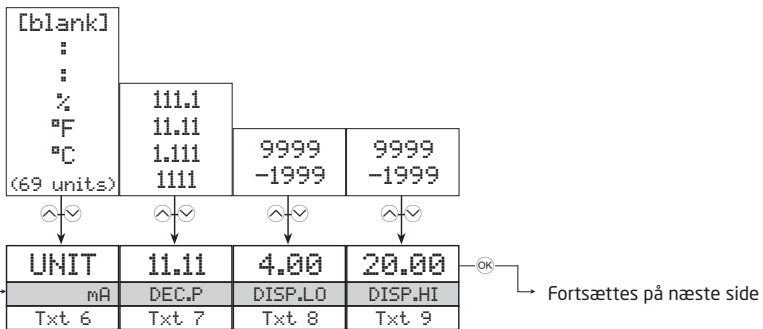 [blank]
:
:
%
°F
°C
(69 units)
111.1
11.11
1.111
1111
9999
-1999
9999
-1999
UNIT 11.11 4.00 20.00
mA DEC.P DISP.LO DISP.HI
Txt 6 Txt 7 Txt 8 Txt 9
OK
Fortsættes på næste side